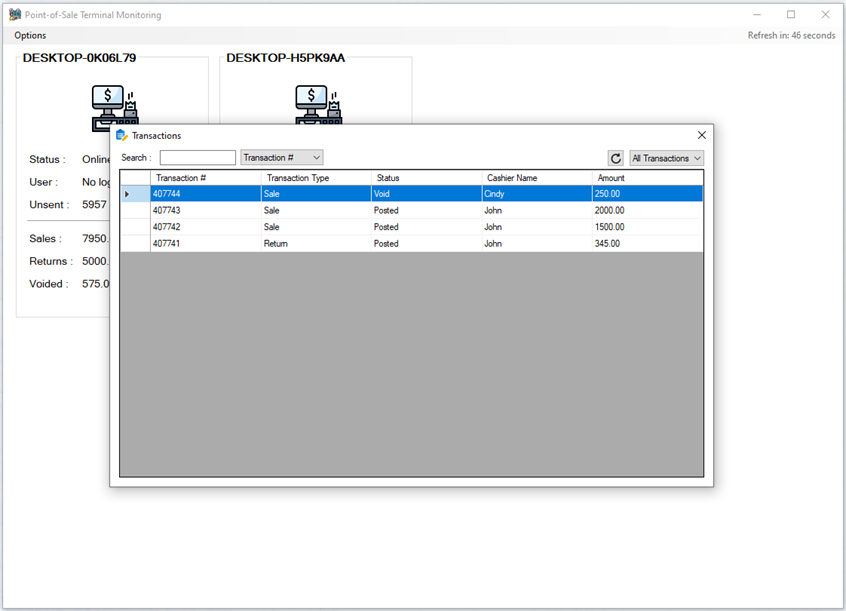 Point-of-Sale Terminal Monitoring
Options
Refresh in: 46 seconds
DESKTOP-0K06L79
DESKTOP-H5PK9AA
$
$
Transactions
Search :
Transaction #
All Transactions
Transaction # Transaction Type Status Cashier Name Amount
407744 Sale Void Cindy 250.00
407743 Sale Posted John 2000.00
407742 Sale Posted John 1500.00
407741 Return Posted John 345.00
Status : Online
User : No
Unsent : 5957
Sales : 7950.
Returns : 5000.
Voided : 575.0